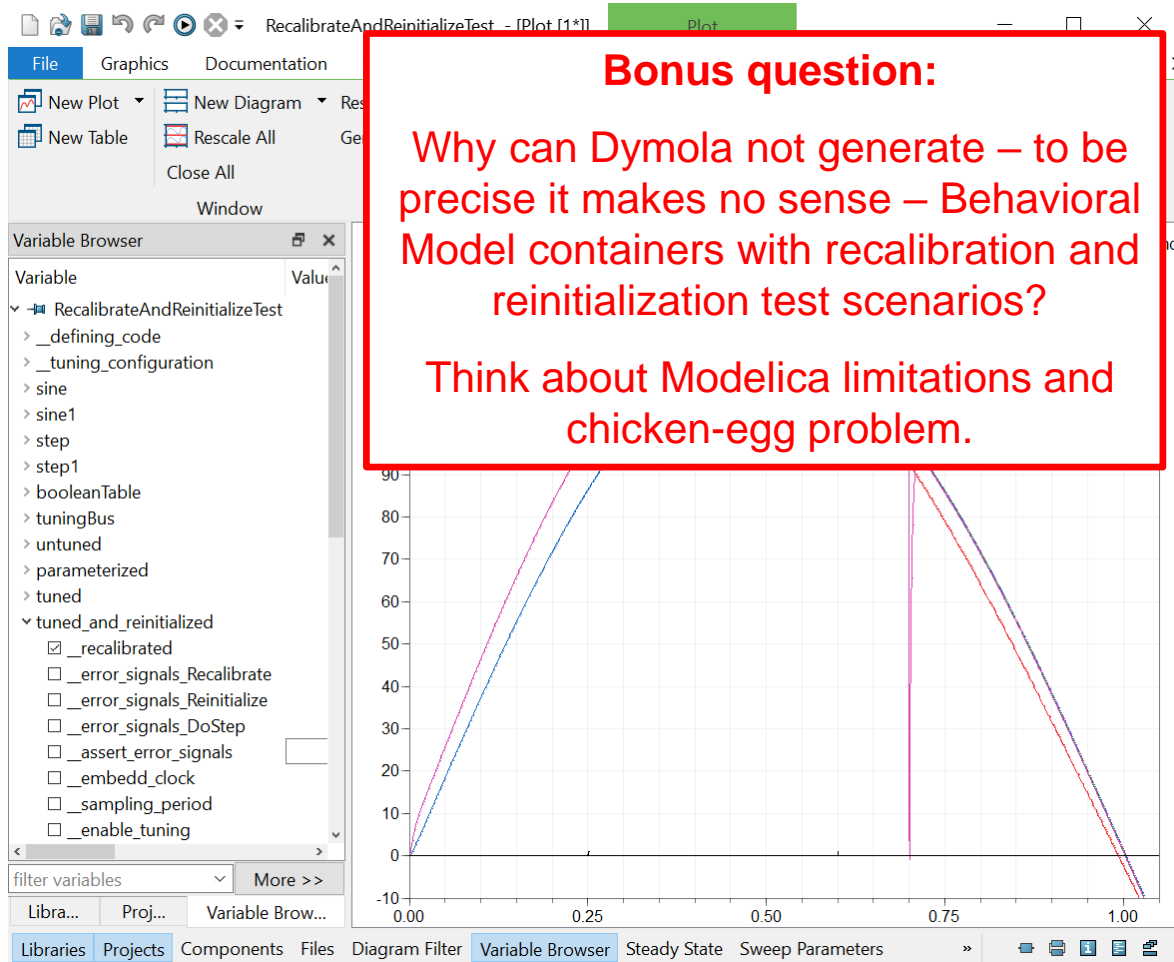 RecalibrateAndReinitializeTest - [Plot [1*]]
Plot
File Graphics Documentation
New Plot New Diagram
New Table Rescale All
Close All
Window
Bonus question:
Why can Dymola not generate – to be
precise it makes no sense – Behavioral
Model containers with recalibration and
reinitialization test scenarios?
Think about Modelica limitations and
chicken-egg problem.
Variable Browser
Variable
RecalibrateAndReinitializeTest
__defining_code
__tuning_configuration
sine
sine1
step
step1
booleanTable
tuningBus
untuned
parameterized
tuned
tuned_and_reinitialized
__recalibrated
__error_signals_Recalibrate
__error_signals_Reinitialize
__error_signals_DoStep
__assert_error_signals
__embedd_clock
__sampling_period
__enable_tuning
filter variables More >>
Libra... Proj... Variable Brow...
90
80
70
60
50
40
30
20
10
0
-10
0.00 0.25 0.50 0.75 1.00
Libraries Projects Components Files Diagram Filter Variable Browser Steady State Sweep Parameters »